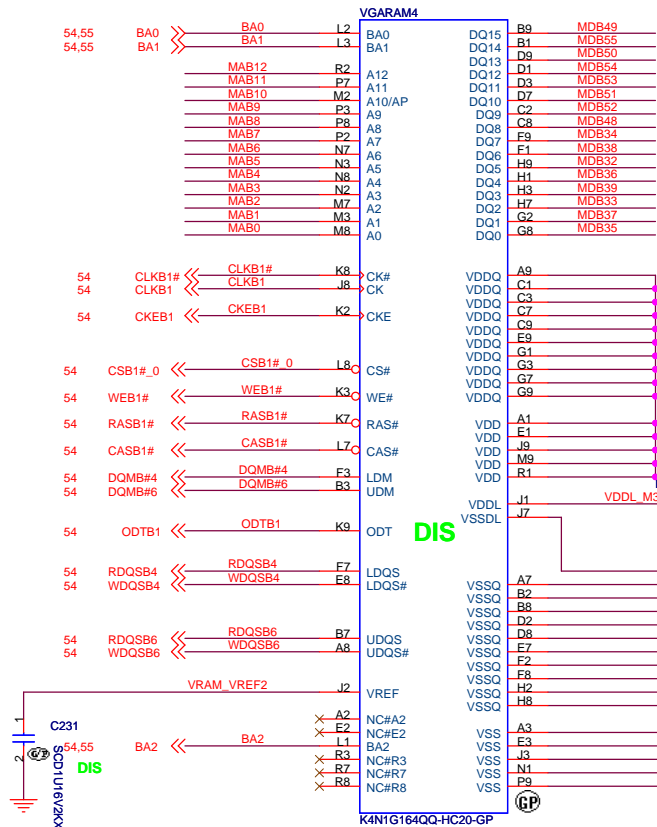 VGARAM4
54,55 BA0 BA0 L2 BA0 DQ15 B9 MDB49
54,55 BA1 BA1 L3 BA1 DQ14 B1 MDB55
DQ13 D9 MDB50
MAB12 R2 A12 DQ12 D1 MDB54
MAB11 P7 A11 DQ11 D3 MDB53
MAB10 M2 A10/AP DQ10 D7 MDB51
MAB9 P3 A9 DQ9 C2 MDB52
MAB8 P8 A8 DQ8 C8 MDB48
MAB7 P2 A7 DQ7 F9 MDB34
MAB6 N7 A6 DQ6 F1 MDB38
MAB5 N3 A5 DQ5 H9 MDB32
MAB4 N8 A4 DQ4 H1 MDB36
MAB3 N2 A3 DQ3 H3 MDB39
MAB2 M7 A2 DQ2 H7 MDB33
MAB1 M3 A1 DQ1 G2 MDB37
MAB0 M8 A0 DQ0 G8 MDB35
54 CLKB1# CLKB1# K8 CK# VDDQ A9
54 CLKB1 CLKB1 J8 CK VDDQ C1
VDDQ C3
54 CKEB1 CKEB1 K2 CKE VDDQ C7
VDDQ C9
VDDQ E9
VDDQ G1
54 CSB1#_0 CSB1#_0 L8 CS# VDDQ G3
VDDQ G7
54 WEB1# WEB1# K3 WE# VDDQ G9
54 RASB1# RASB1# K7 RAS# VDD A1
VDD E1
54 CASB1# CASB1# L7 CAS# VDD J9
VDD M9
54 DQMB#4 DQMB#4 F3 LDM VDD R1
54 DQMB#6 DQMB#6 B3 UDM
VDDL J1 VDDL_M3
VSSDL J7
54 ODTB1 ODTB1 K9 ODT DIS
54 RDQSB4 RDQSB4 F7 LDQS
54 WDQSB4 WDQSB4 E8 LDQS# VSSQ A7
VSSQ B2
VSSQ B8
VSSQ D2
54 RDQSB6 RDQSB6 B7 UDQS VSSQ D8
54 WDQSB6 WDQSB6 A8 UDQS# VSSQ E7
VSSQ F2
VSSQ F8
VRAM_VREF2 J2 VREF VSSQ H2
VSSQ H8
A2 NC#A2
E2 NC#E2 VSS A3
54,55 BA2 BA2 L1 BA2 VSS E3
R3 NC#R3 VSS J3
R7 NC#R7 VSS N1
R8 NC#R8 VSS P9
1
C231
2
GP
SCD1U16V2KX
DIS
GP
K4N1G164QQ-HC20-GP